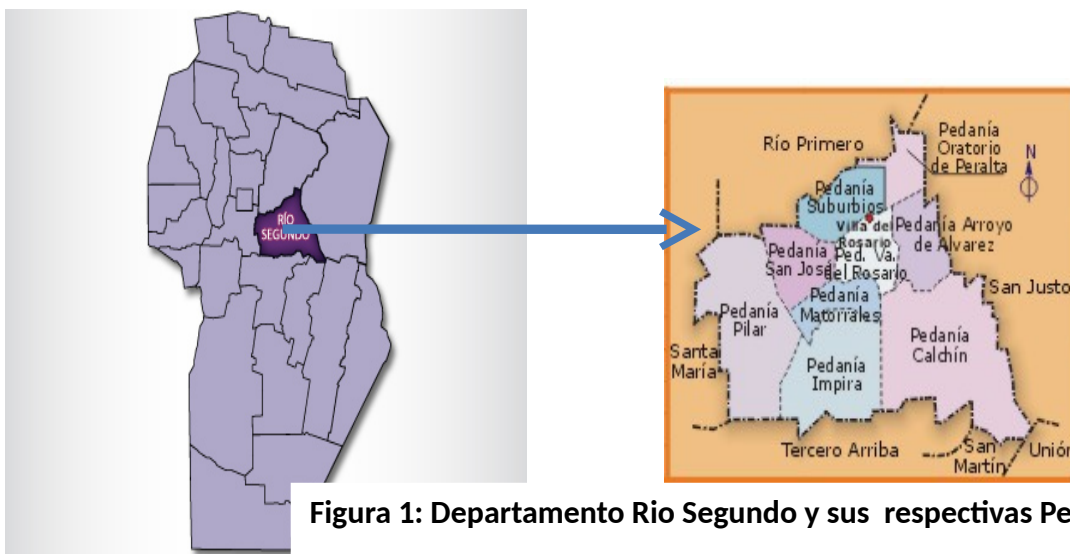 RÍO
SEGUNDO
Río Primero
Pedanía
Oratorio
de Peralta
N
Pedanía
Suburbios
Villa del
Rosario
Pedanía Arroyo
de Alvarez
Pedanía
San José
Ped. Va.
del Rosario
San Justo
Pedanía
Matorrales
Pedanía
Pilar
Pedanía
Calchín
Santa
María
Pedanía
Impira
Tercero Arriba
San
Martín
Unión
Figura 1: Departamento Rio Segundo y sus respectivas Pe